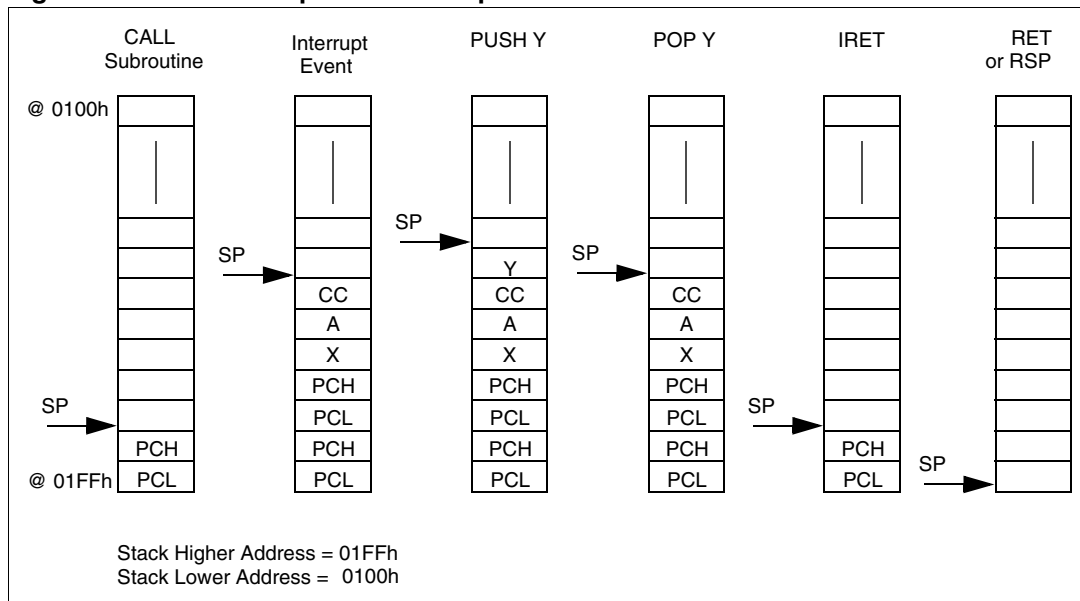 CALL
Subroutine
Interrupt
Event
PUSH Y
POP Y
IRET
RET
or RSP
@ 0100h
SP
SP
SP
Y
CC
CC
CC
A
A
A
X
X
X
PCH
PCH
PCH
SP
SP
PCL
PCL
PCL
PCH
PCH
PCH
PCH
PCH
SP
@ 01FFh
PCL
PCL
PCL
PCL
PCL
Stack Higher Address = 01FFh
Stack Lower Address = 0100h